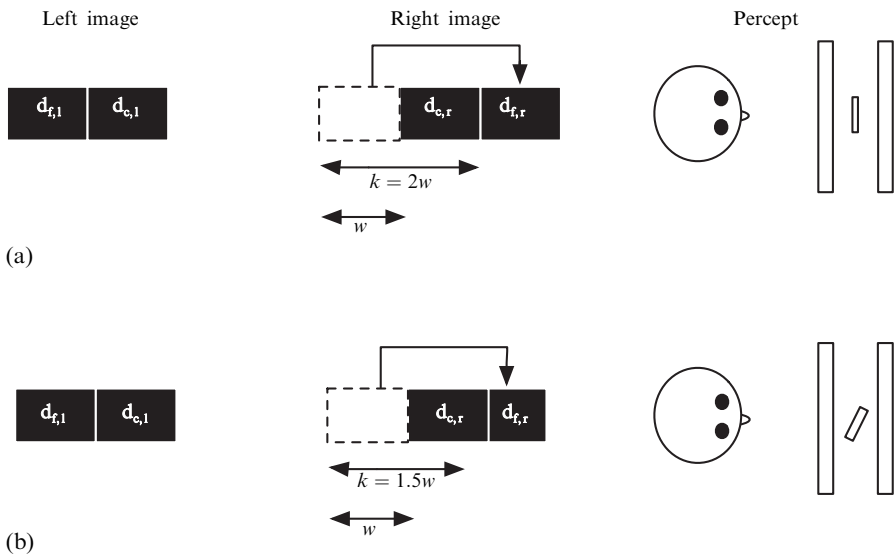 Left image Right image Percept
d_{f,l} d_{c,l} d_{c,r} d_{f,r}
k = 2w
w
(a)
d_{f,l} d_{c,l} d_{c,r} d_{f,r}
k = 1.5w
w
(b)